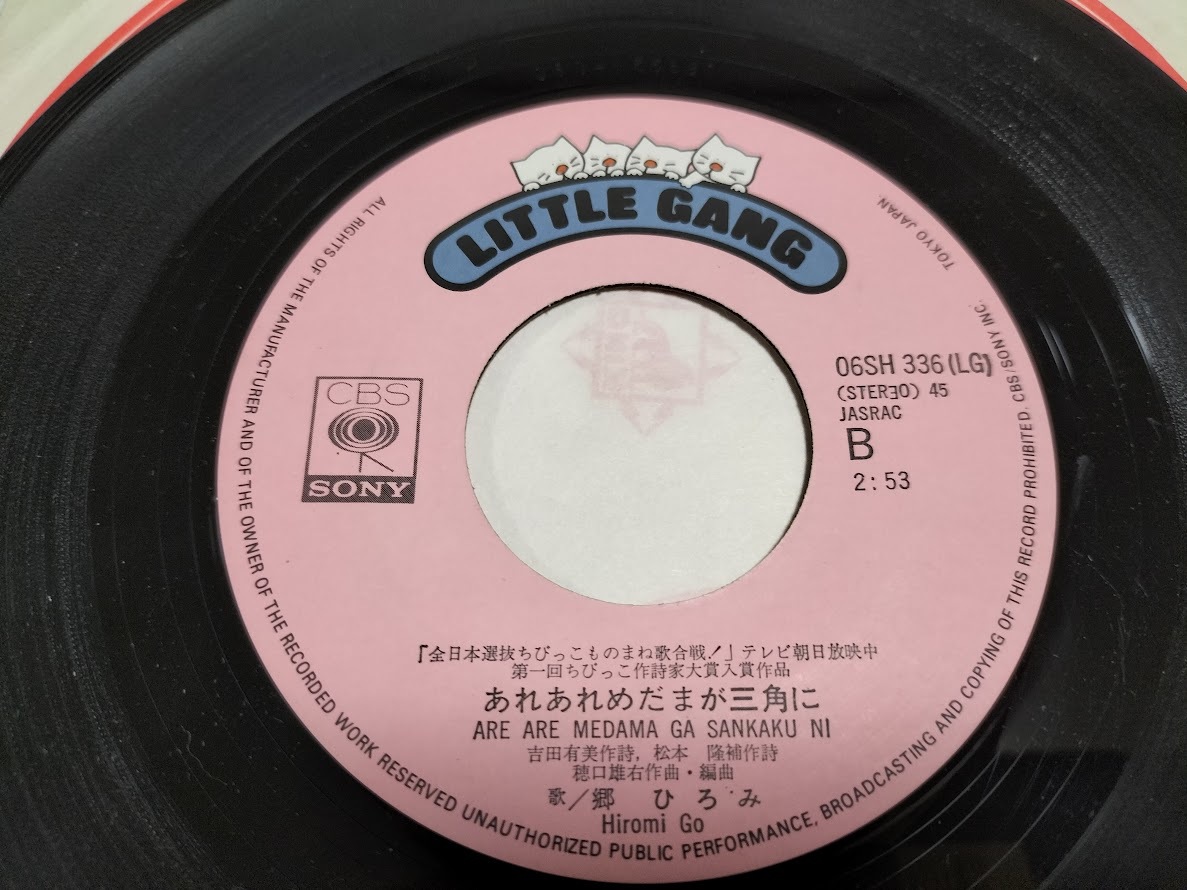 LITTLE GANG
CBS
SONY
06SH 336(LG)
(STERƎO) 45
JASRAC
B
2:53
『全日本選抜ちびっこものまね歌合戦!』テレビ朝日放映中
第一回ちびっこ作詩家大賞入賞作品
あれあれめだまが三角に
ARE ARE MEDAMA GA SANKAKU NI
吉田有美作詩, 松本 隆補作詩
穂口雄右作曲・編曲
歌/郷 ひろみ
Hiromi Go
ALL RIGHTS OF THE MANUFACTURER AND OF THE OWNER OF THE RECORDED WORK RESERVED UNAUTHORIZED PUBLIC PERFORMANCE, BROADCASTING AND COPYING OF THIS RECORD PROHIBITED. CBS/SONY INC. TOKYO JAPAN.